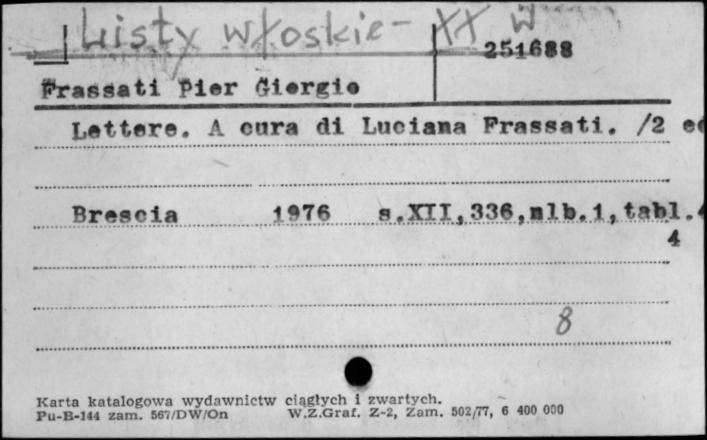 Listy włoskie - XX w
251688
Frassati Pier Giorgio
Lettere. A cura di Luciana Frassati. /2 ed
Brescia 1976 s.XII,336,nlb.1,tabl.4
4
8
Karta katalogowa wydawnictw ciągłych i zwartych.
Pu-B-144 zam. 567/DW/On W.Z.Graf. Z-2, Zam. 502/77, 6 400 000